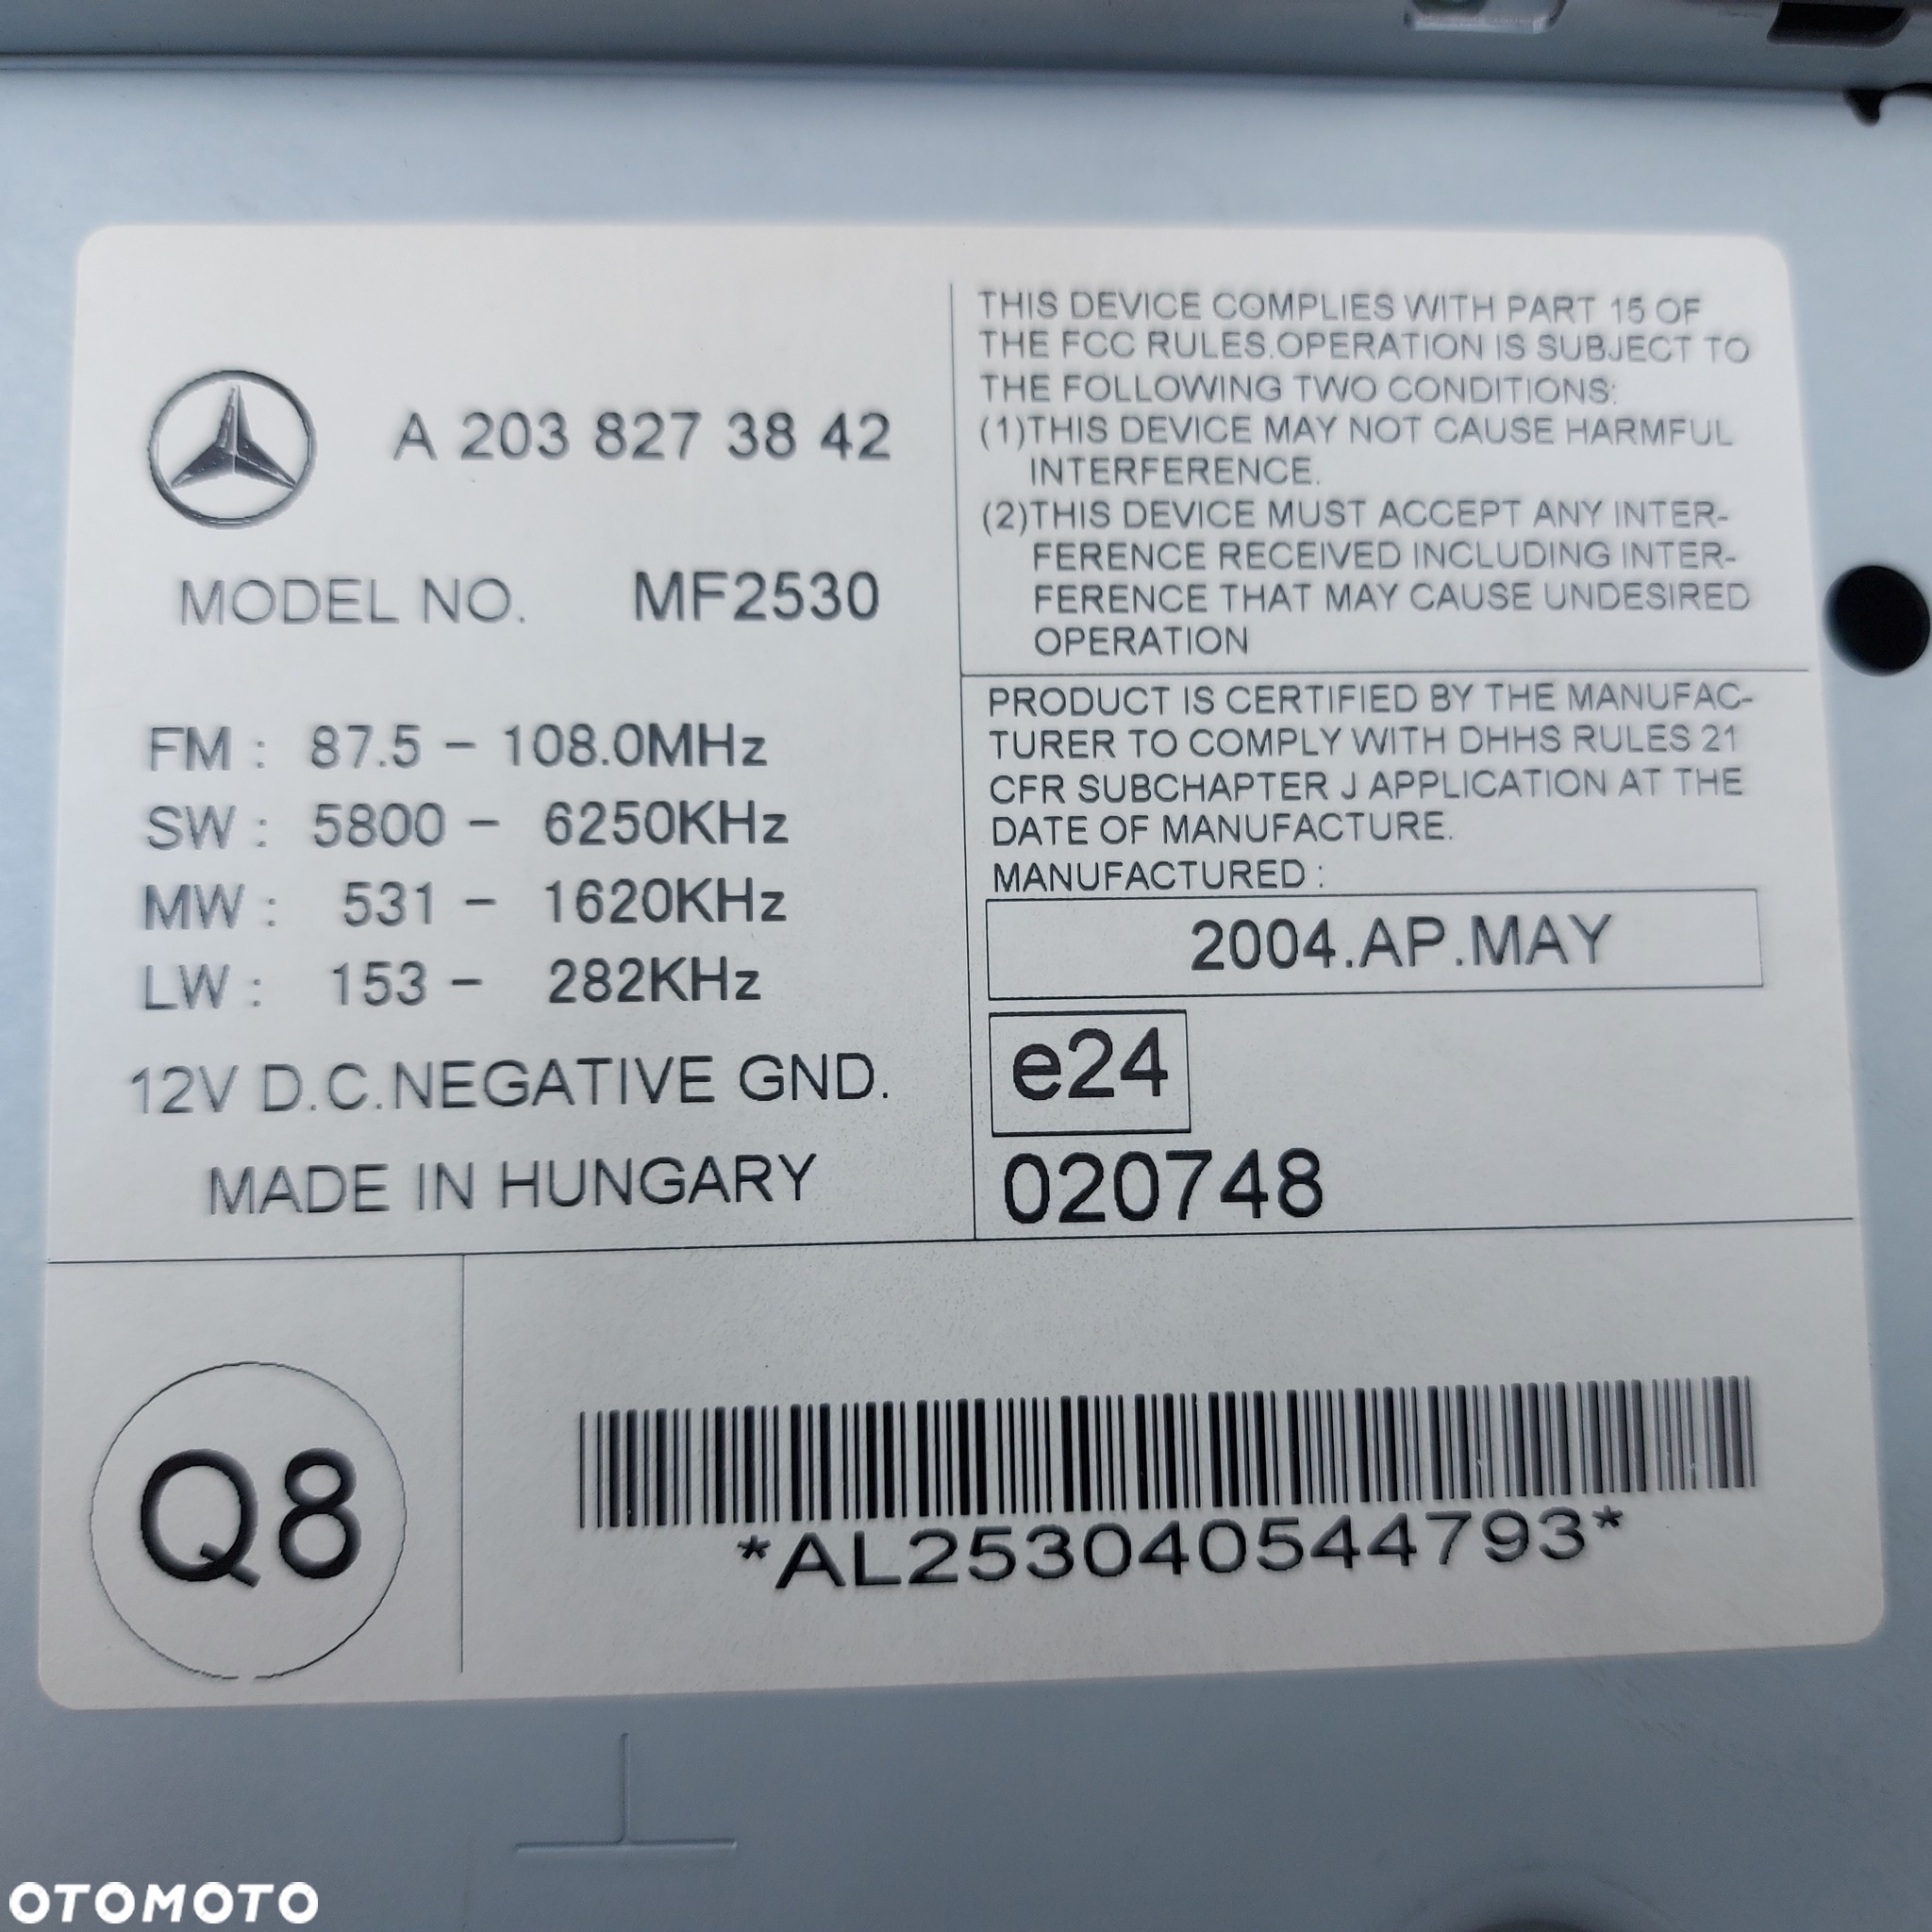 A 203 827 38 42
MODEL NO. MF2530
FM : 87.5 – 108.0MHz
SW : 5800 – 6250KHz
MW : 531 – 1620KHz
LW : 153 – 282KHz
12V D.C.NEGATIVE GND.
MADE IN HUNGARY
THIS DEVICE COMPLIES WITH PART 15 OF
THE FCC RULES.OPERATION IS SUBJECT TO
THE FOLLOWING TWO CONDITIONS:
(1)THIS DEVICE MAY NOT CAUSE HARMFUL
INTERFERENCE.
(2)THIS DEVICE MUST ACCEPT ANY INTER-
FERENCE RECEIVED INCLUDING INTER-
FERENCE THAT MAY CAUSE UNDESIRED
OPERATION
PRODUCT IS CERTIFIED BY THE MANUFAC-
TURER TO COMPLY WITH DHHS RULES 21
CFR SUBCHAPTER J APPLICATION AT THE
DATE OF MANUFACTURE.
MANUFACTURED :
2004.AP.MAY
e24
020748
Q8
*AL253040544793*
OTOMOTO